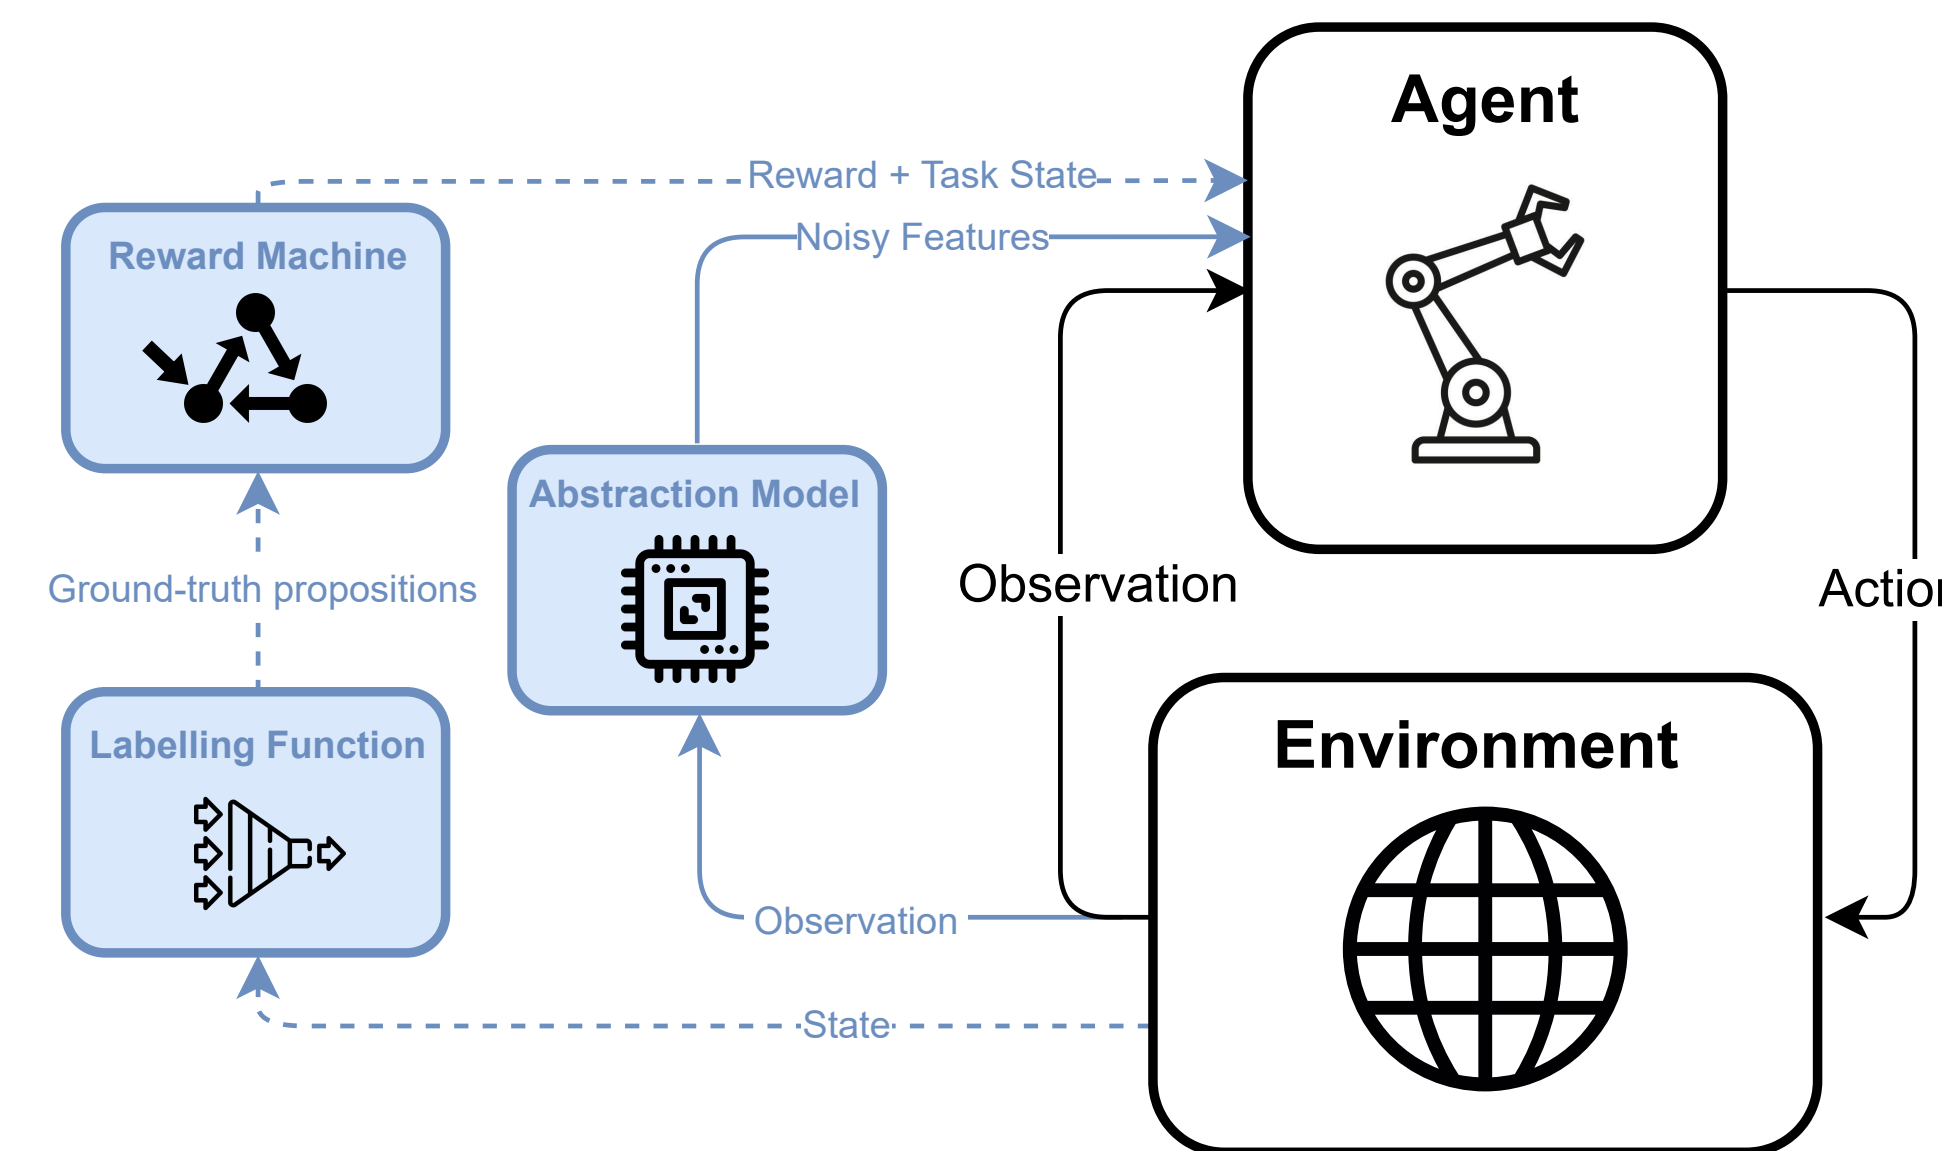 Agent
Reward + Task State
Noisy Features
Reward Machine
Abstraction Model
Ground-truth propositions
Observation
Actio
Labelling Function
Environment
Observation
State